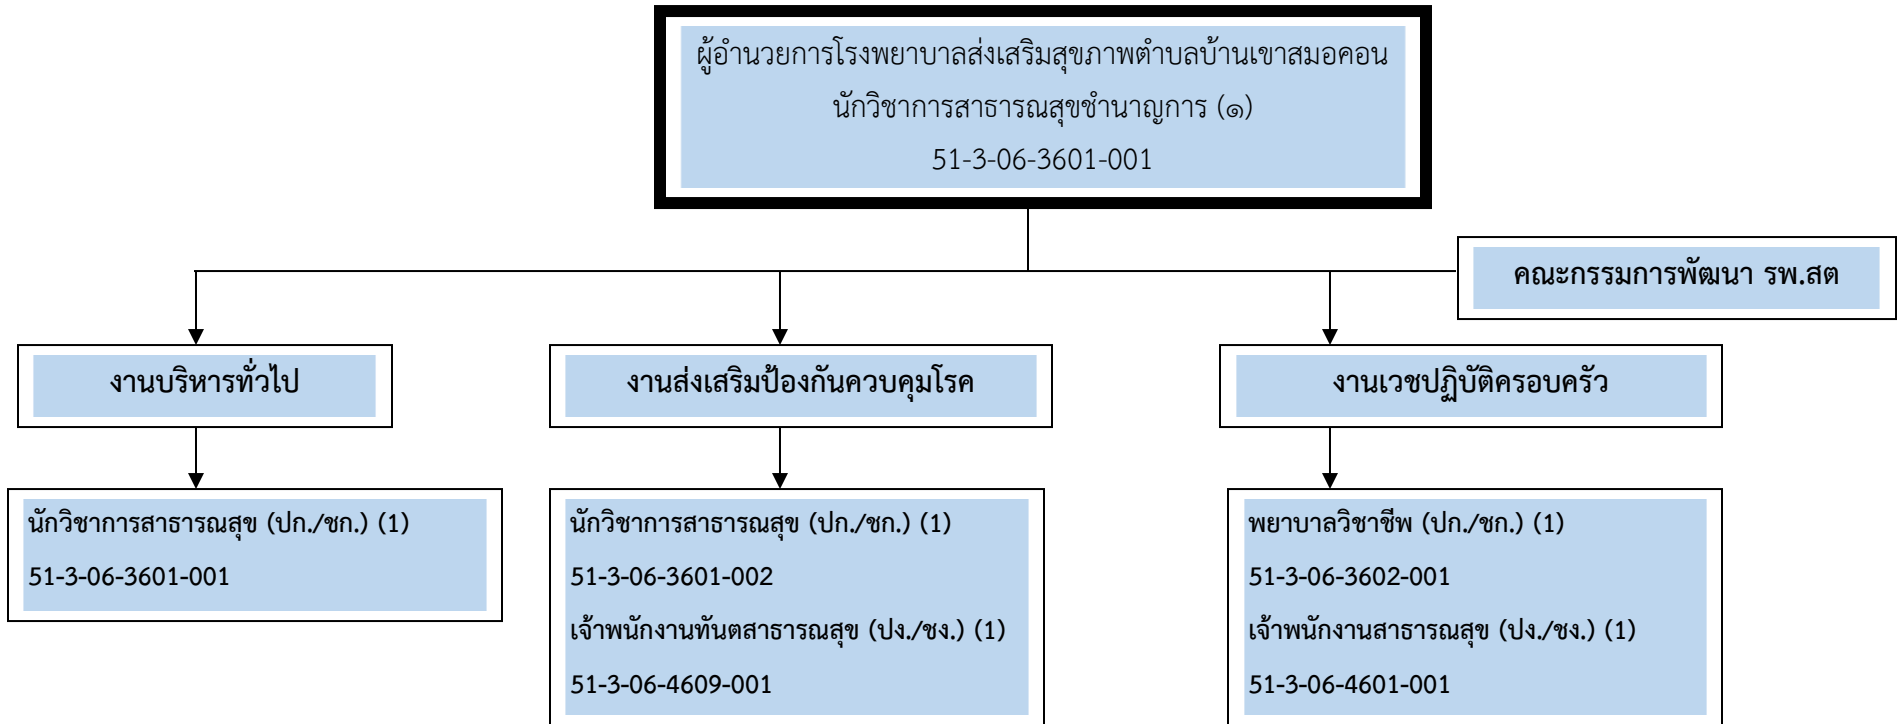 ผู้อำนวยการโรงพยาบาลส่งเสริมสุขภาพตำบลบ้านเขาสมอคอน
นักวิชาการสาธารณสุขชำนาญการ (๑)
51-3-06-3601-001
คณะกรรมการพัฒนา รพ.สต
งานบริหารทั่วไป
งานส่งเสริมป้องกันควบคุมโรค
งานเวชปฏิบัติครอบครัว
นักวิชาการสาธารณสุข (ปก./ชก.) (1)
51-3-06-3601-001
นักวิชาการสาธารณสุข (ปก./ชก.) (1)
51-3-06-3601-002
เจ้าพนักงานทันตสาธารณสุข (ปง./ชง.) (1)
51-3-06-4609-001
พยาบาลวิชาชีพ (ปก./ชก.) (1)
51-3-06-3602-001
เจ้าพนักงานสาธารณสุข (ปง./ชง.) (1)
51-3-06-4601-001